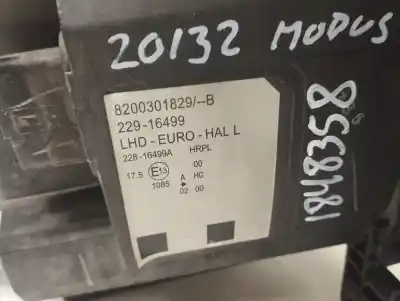 20132 MODUS
8200301829/--B
229-16499
LHD - EURO - HAL L
228-16499A HRPL
00
17.5 E13 A HC
1085 02 00
1848358